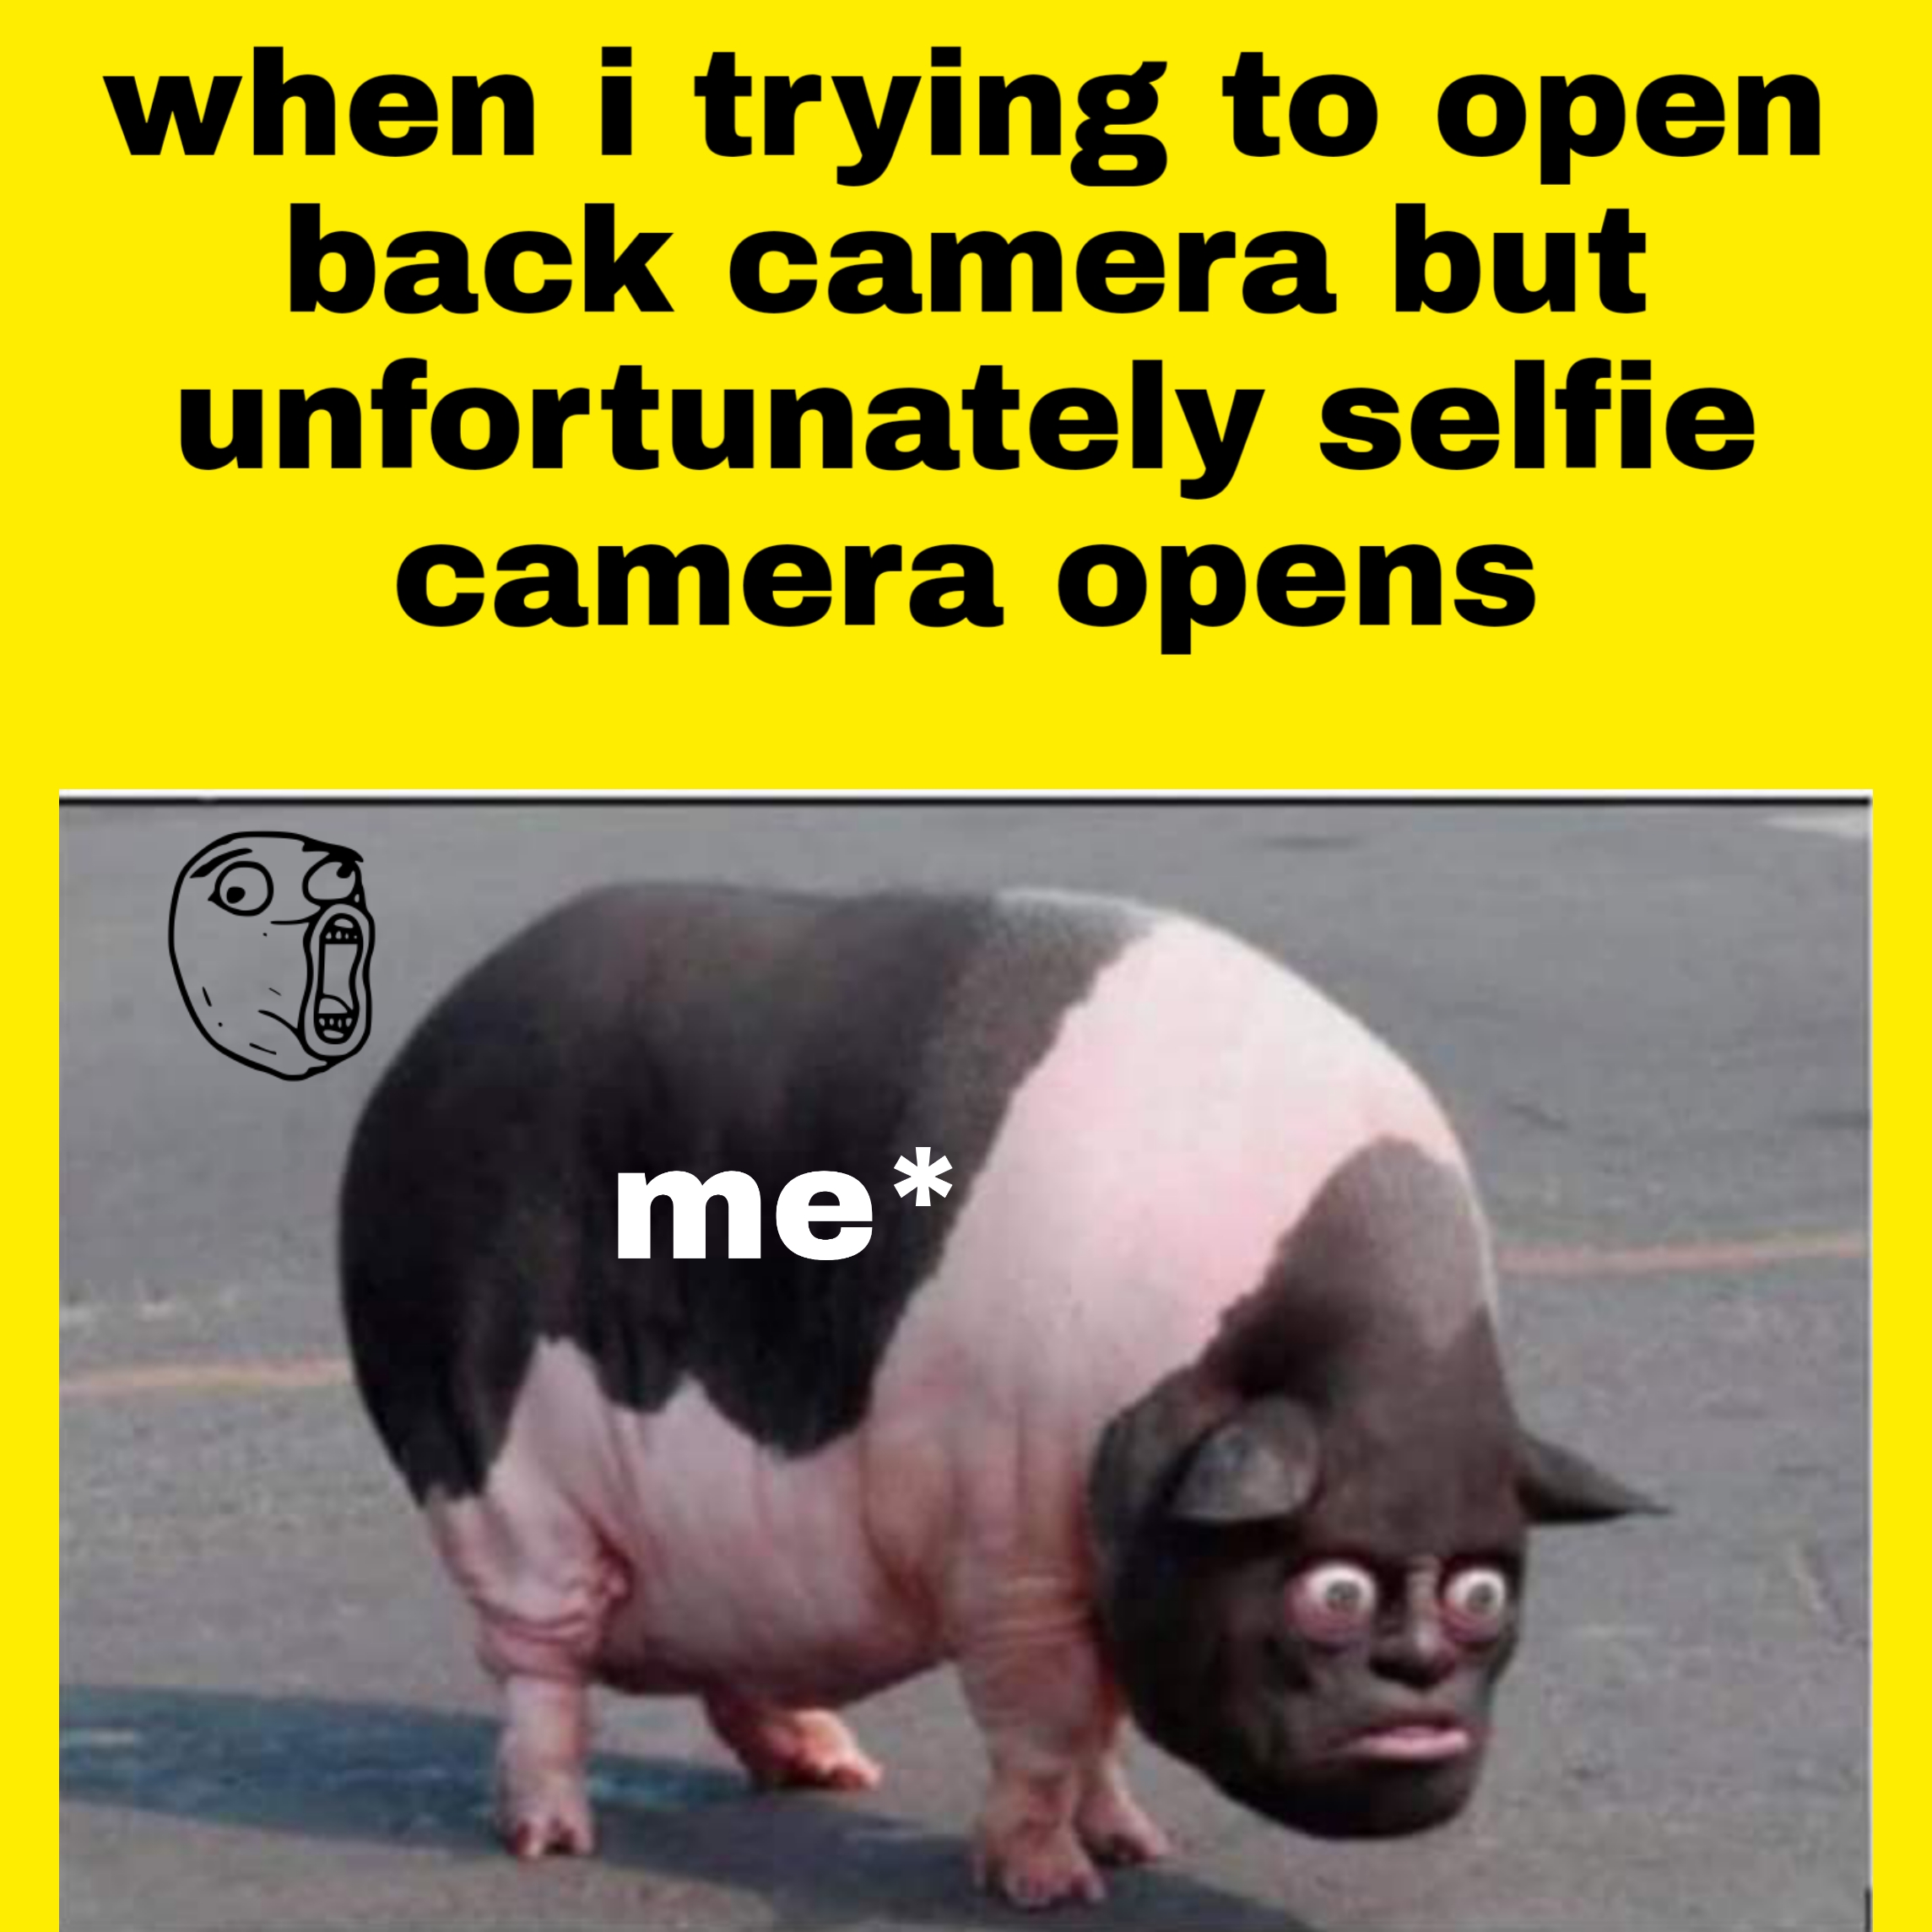 when i trying to open
back camera but
unfortunately selfie
camera opens
me*